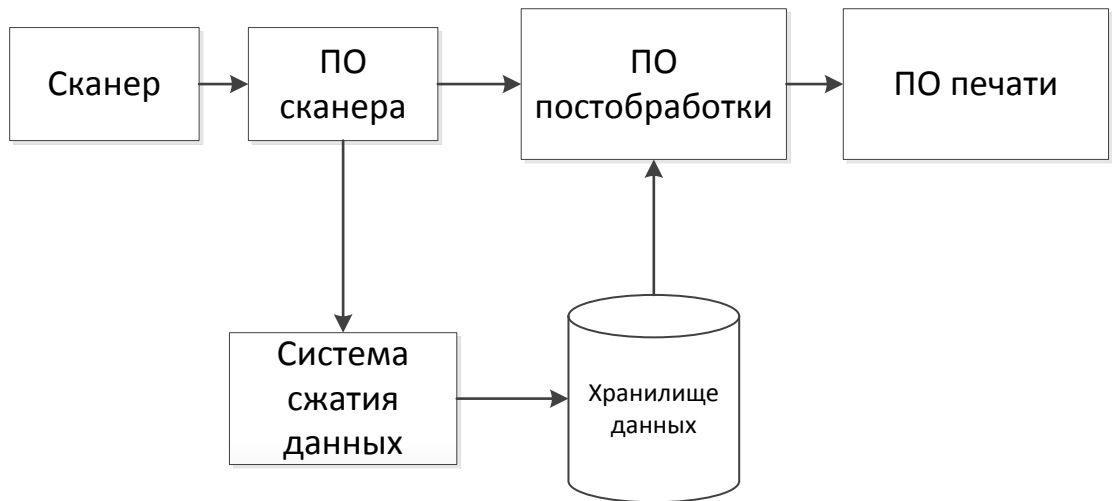 Сканер
ПО
сканера
ПО
постобработки
ПО печати
Система
сжатия
данных
Хранилище
данных